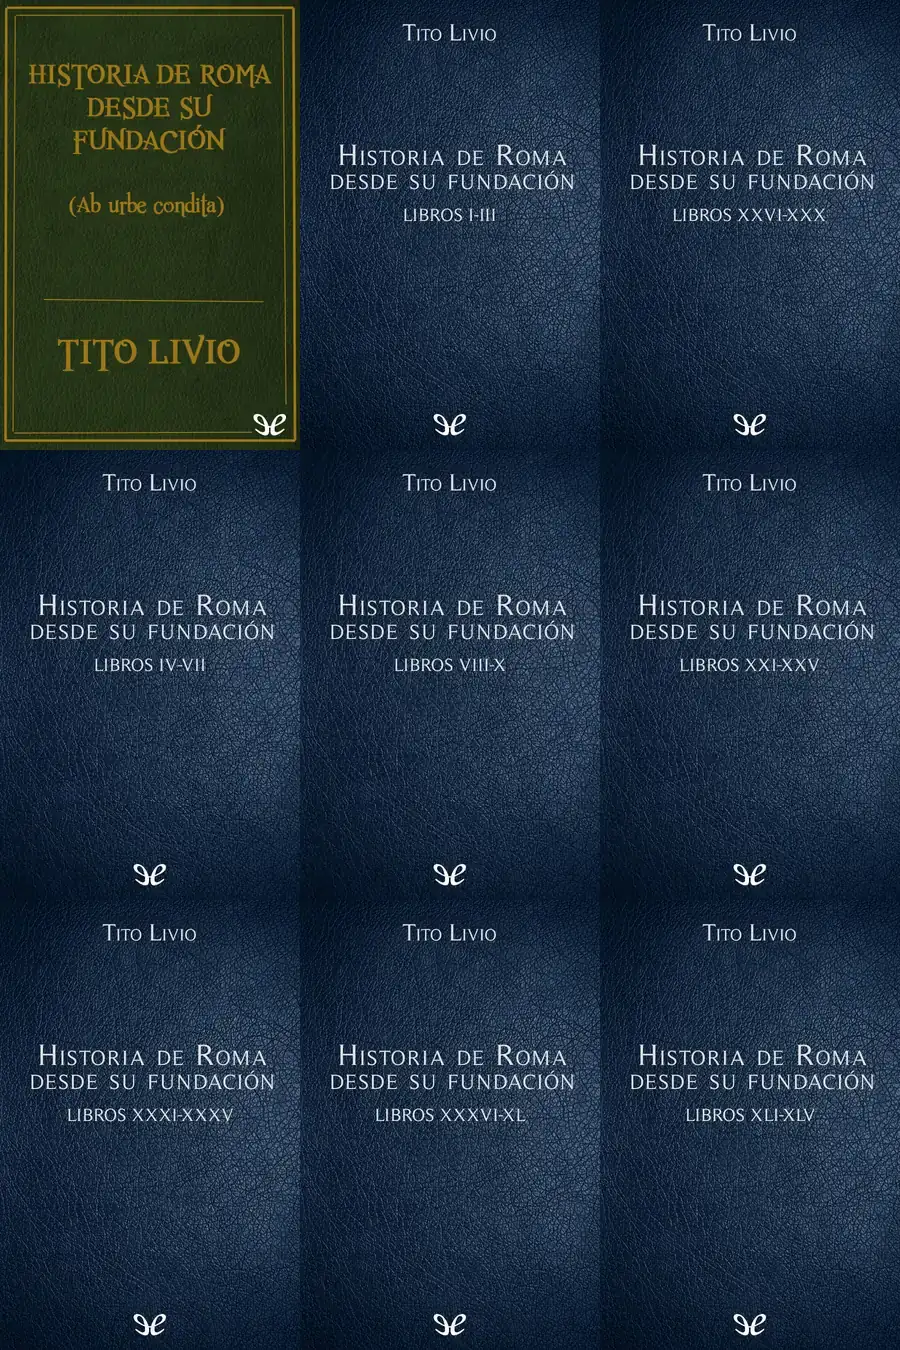 HISTORIA DE ROMA
DESDE SU
FUNDACIÓN
(Ab urbe condita)
TITO LIVIO
Tito Livio
Historia de Roma
desde su fundación
LIBROS I-III
Tito Livio
Historia de Roma
desde su fundación
LIBROS XXVI-XXX
Tito Livio
Historia de Roma
desde su fundación
LIBROS IV-VII
Tito Livio
Historia de Roma
desde su fundación
LIBROS VIII-X
Tito Livio
Historia de Roma
desde su fundación
LIBROS XXI-XXV
Tito Livio
Historia de Roma
desde su fundación
LIBROS XXXI-XXXV
Tito Livio
Historia de Roma
desde su fundación
LIBROS XXXVI-XL
Tito Livio
Historia de Roma
desde su fundación
LIBROS XLI-XLV